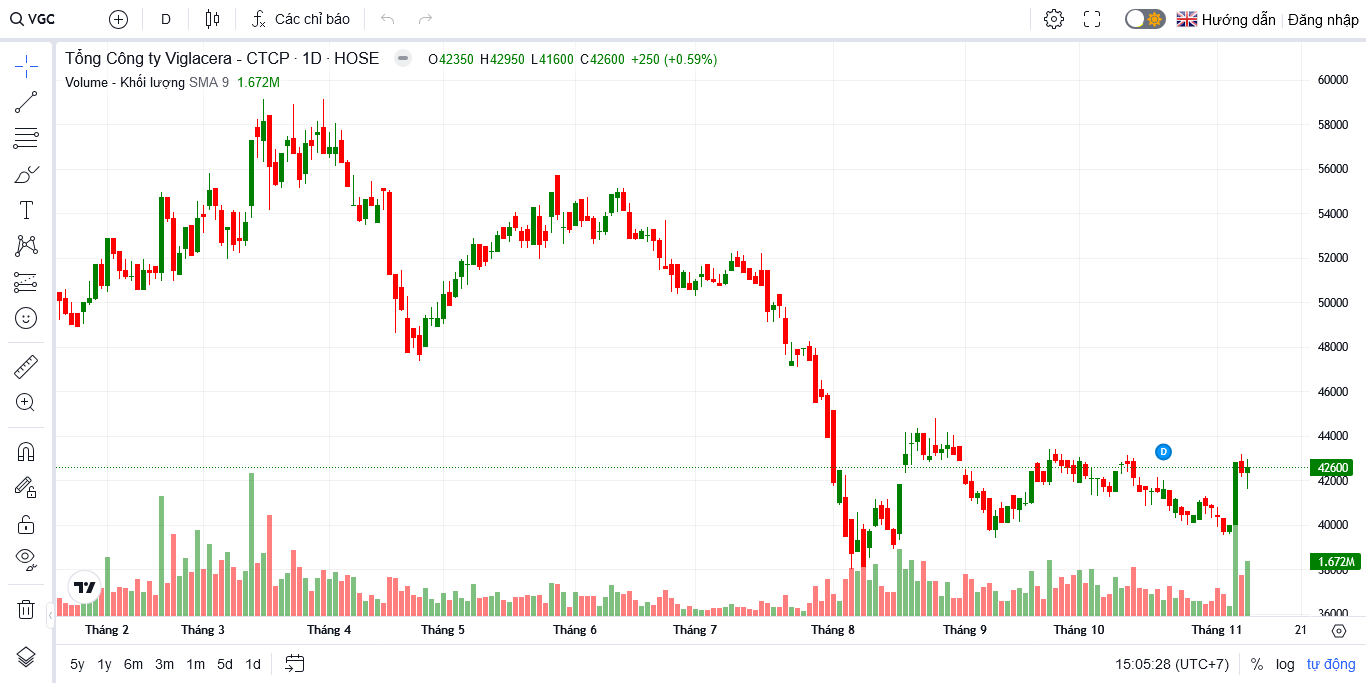 VGC D Các chỉ báo Hướng dẫn Đăng nhập
Tổng Công ty Viglacera - CTCP · 1D · HOSE O42350 H42950 L41600 C42600 +250 (+0.59%)
Volume - Khối lượng SMA 9 1.672M
60000
58000
56000
54000
52000
50000
48000
46000
44000
D
42600
42000
40000
1.672M
38000
36000
Tháng 2 Tháng 3 Tháng 4 Tháng 5 Tháng 6 Tháng 7 Tháng 8 Tháng 9 Tháng 10 Tháng 11 21
5y 1y 6m 3m 1m 5d 1d 15:05:28 (UTC+7) % log tự động